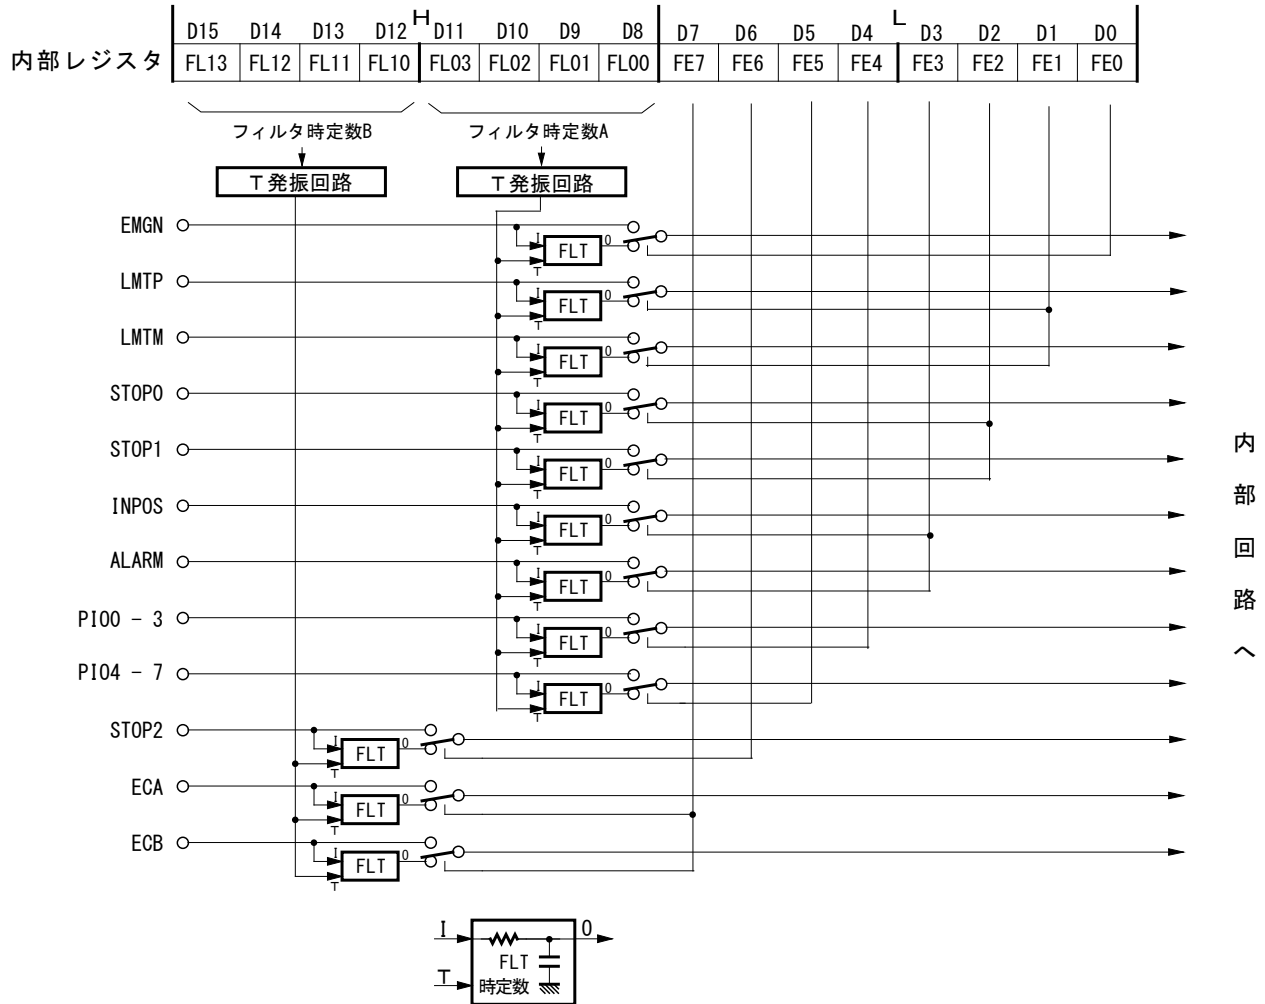 H L
D15 D14 D13 D12 D11 D10 D9 D8 D7 D6 D5 D4 D3 D2 D1 D0
内部レジスタ FL13 FL12 FL11 FL10 FL03 FL02 FL01 FL00 FE7 FE6 FE5 FE4 FE3 FE2 FE1 FE0
フィルタ時定数B フィルタ時定数A
T発振回路 T発振回路
EMGN I FLT O T
LMTP I FLT O T
LMTM I FLT O T
STOP0 I FLT O T
STOP1 I FLT O T
INPOS I FLT O T
ALARM I FLT O T
PIO0 - 3 I FLT O T
PIO4 - 7 I FLT O T
STOP2 I FLT O T
ECA I FLT O T
ECB I FLT O T
内部回路へ
I O
FLT
T 時定数